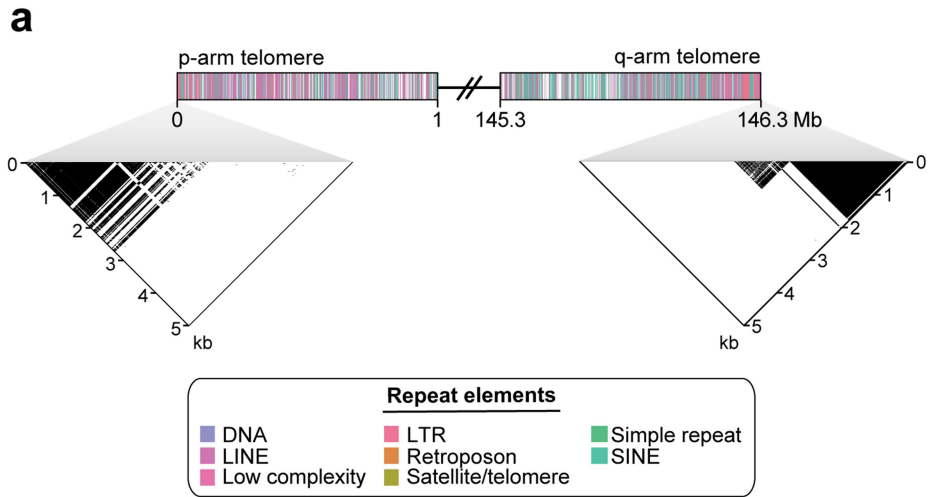 a
p-arm telomere
q-arm telomere
0
1
145.3
146.3 Mb
0
1
2
3
4
5
kb
0
1
2
3
4
5
kb
Repeat elements
DNA
LTR
Simple repeat
LINE
Retroposon
SINE
Low complexity
Satellite/telomere